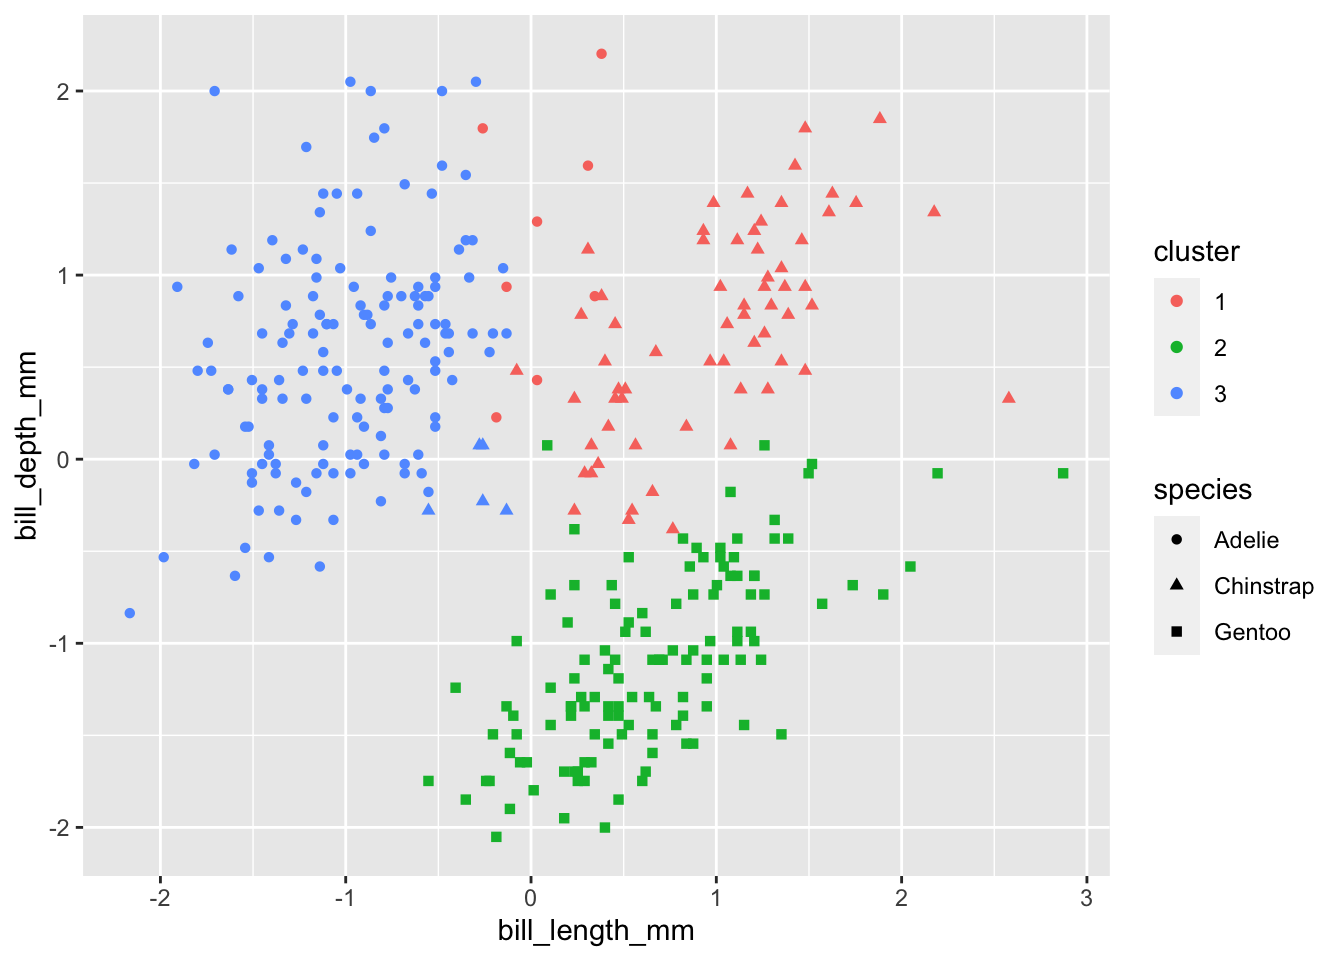 2
1
0
-1
-2
bill_depth_mm
-2
-1
0
1
2
3
bill_length_mm
cluster
1
2
3
species
Adelie
Chinstrap
Gentoo